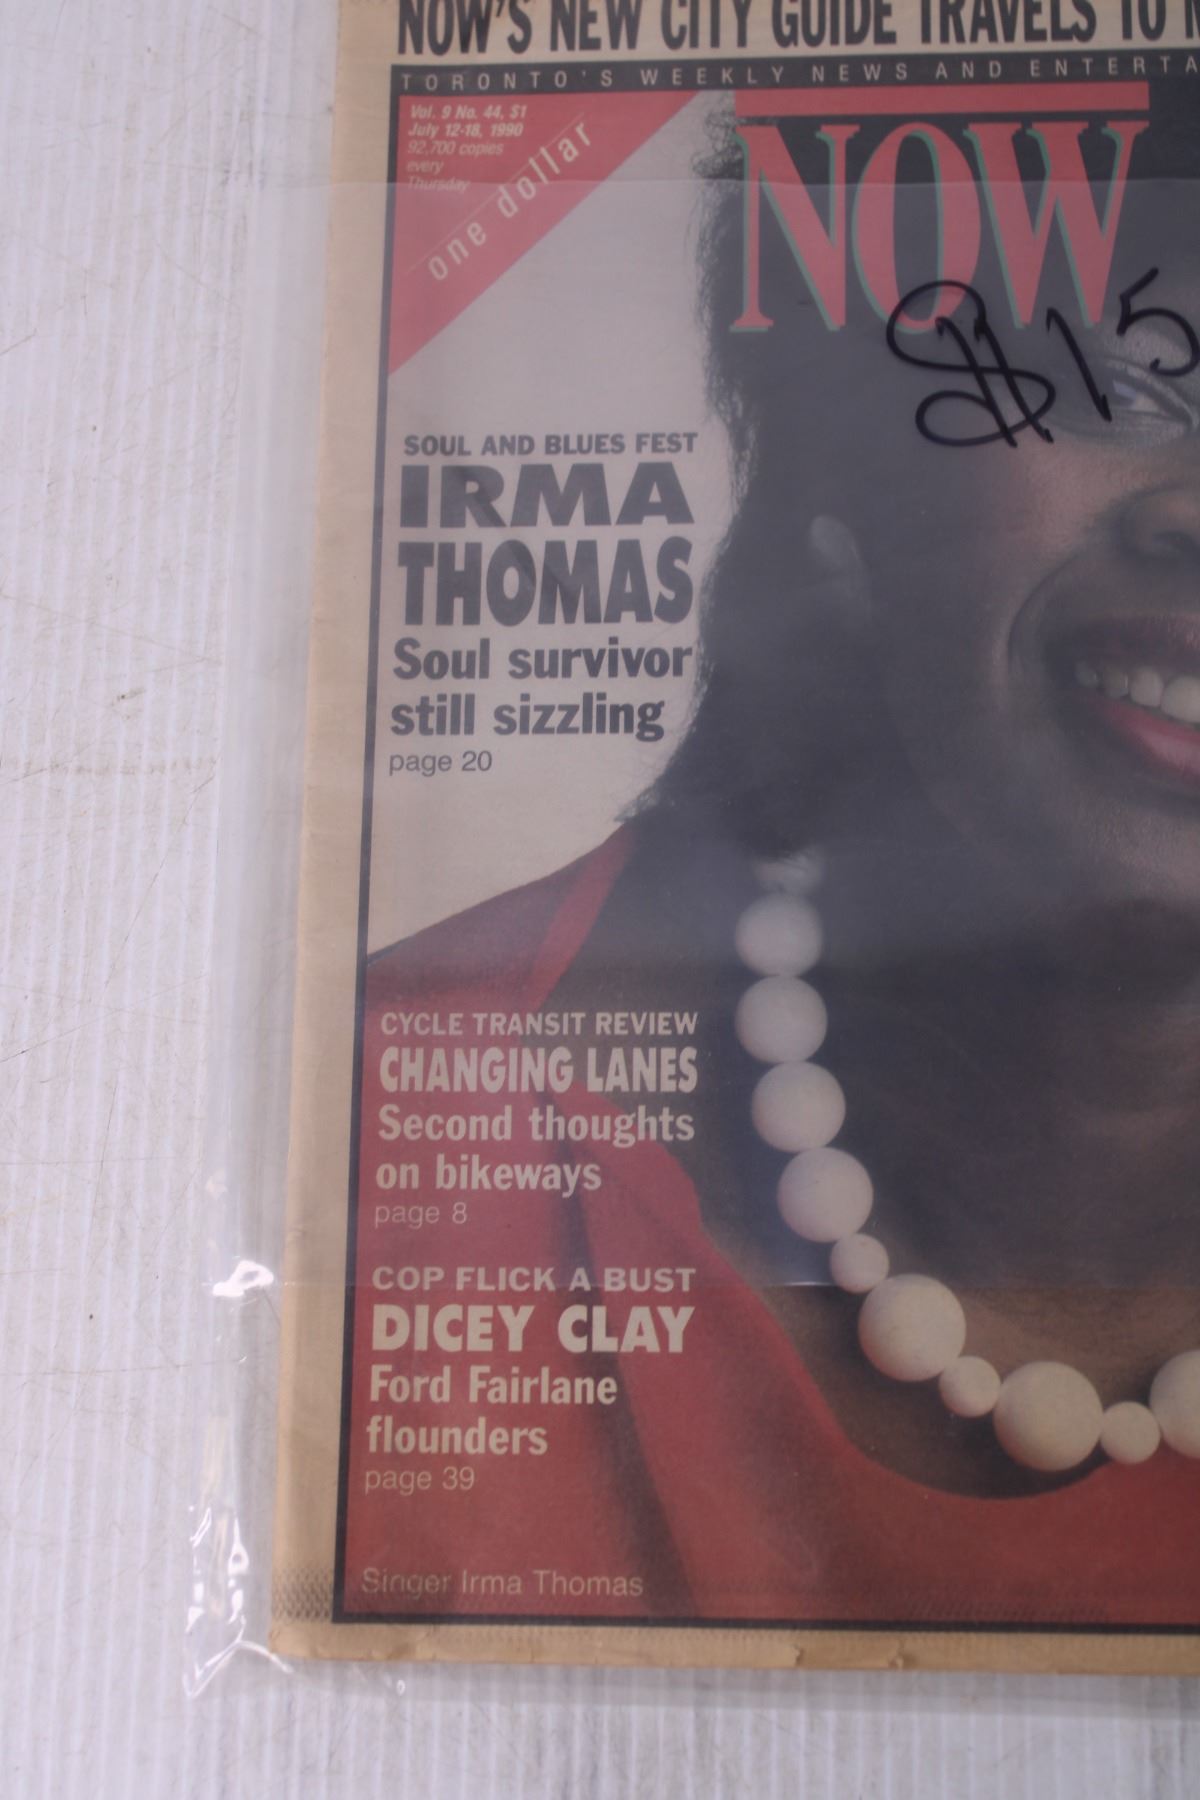 NOW'S NEW CITY GUIDE TRAVELS TO
TORONTO'S WEEKLY NEWS AND
Vol. 9 No. 44, $1
July 12-18, 1990
92,700 copies
every
Thursday
one dollar
NOW
$15
SOUL AND BLUES FEST
IRMA
THOMAS
Soul survivor
still sizzling
page 20
CYCLE TRANSIT REVIEW
CHANGING LANES
Second thoughts
on bikeways
page 8
COP FLICK A BUST
DICEY CLAY
Ford Fairlane
flounders
page 39
Singer Irma Thomas